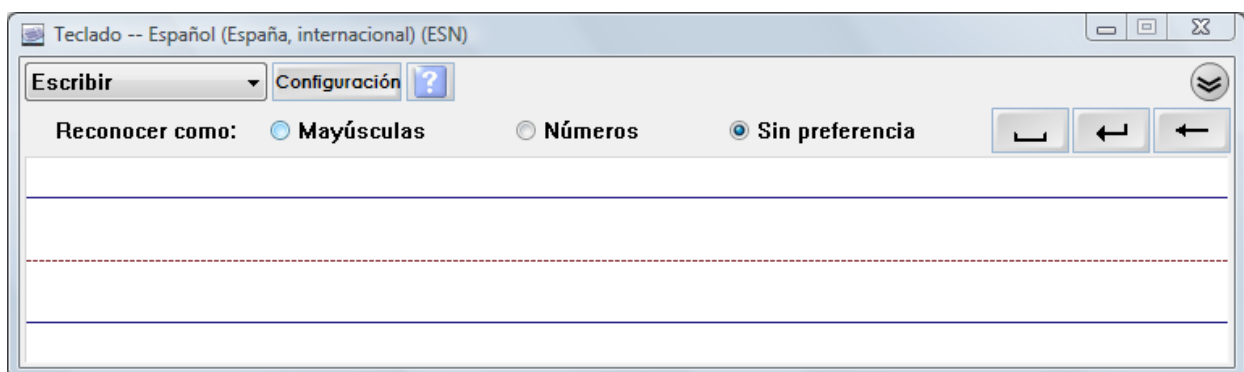 Teclado -- Español (España, internacional) (ESN)
Escribir Configuración ?
Reconocer como: Mayúsculas Números Sin preferencia